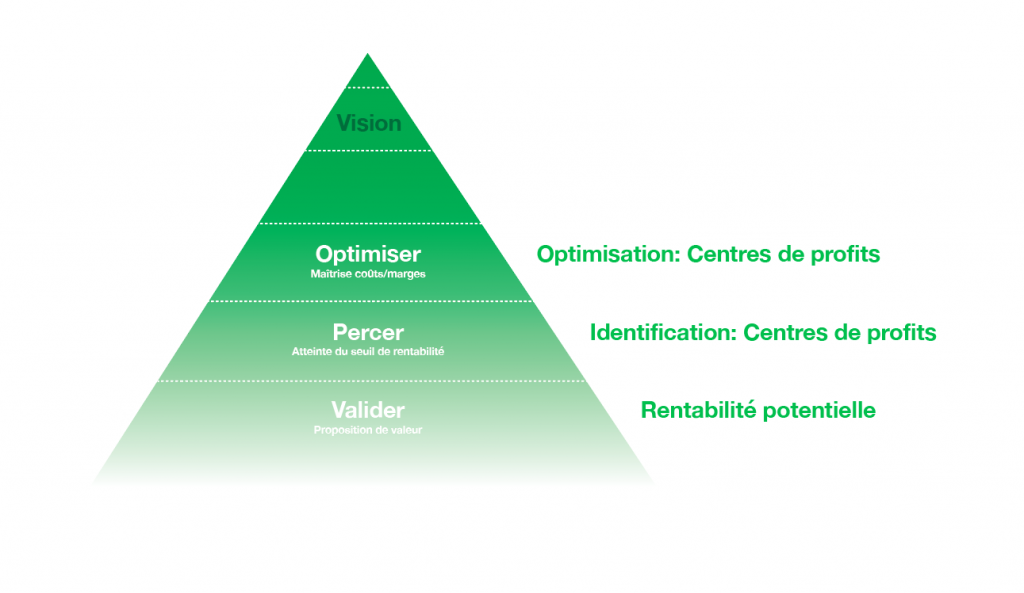 Vision
Optimiser
Maîtrise coûts/marges
Optimisation: Centres de profits
Percer
Atteinte du seuil de rentabilité
Identification: Centres de profits
Valider
Proposition de valeur
Rentabilité potentielle